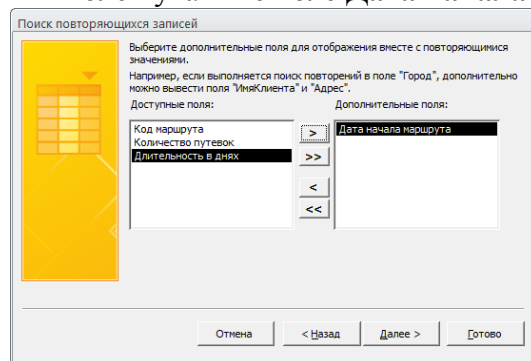 Поиск повторяющихся записей
Выберите дополнительные поля для отображения вместе с повторяющимися
значениями.
Например, если выполняется поиск повторений в поле "Город", дополнительно
можно вывести поля "ИмяКлиента" и "Адрес".
Доступные поля:
Дополнительные поля:
Код маршрута
Количество путевок
Длительность в днях
>
>>
<
<<
Дата начала маршрута
Отмена
< Назад
Далее >
Готово